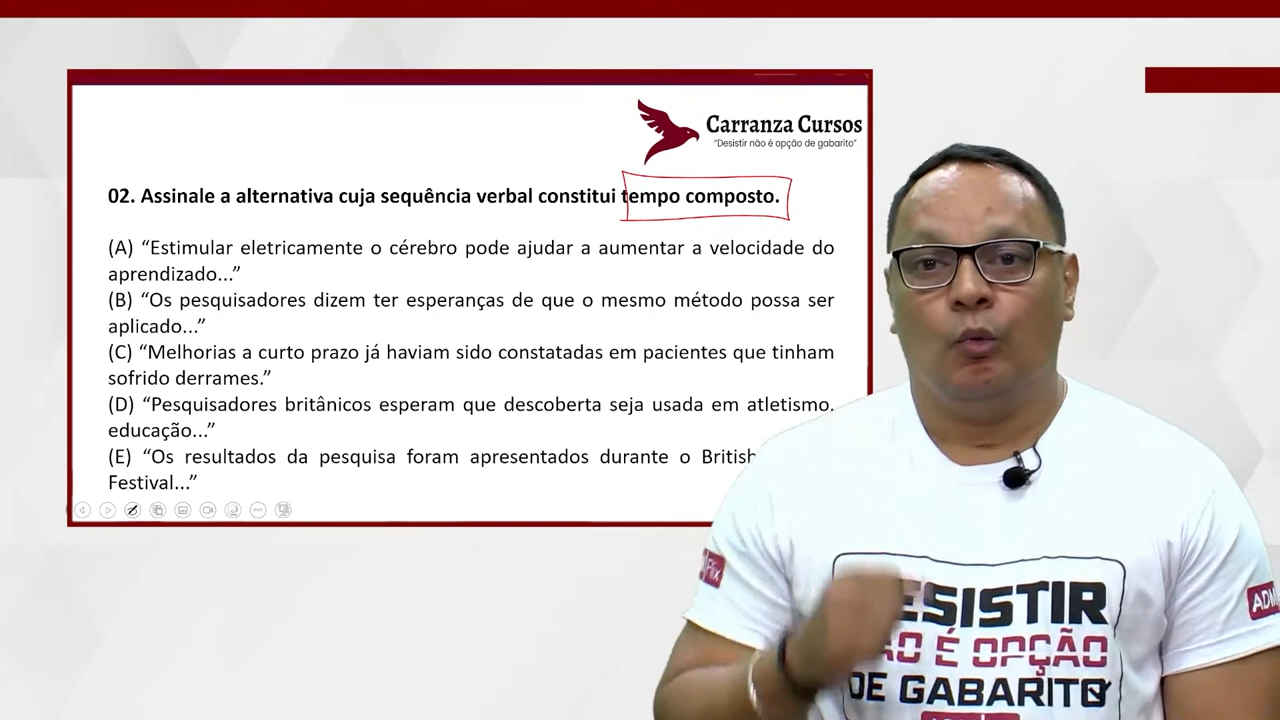 Carranza Cursos
“Desistir não é opção de gabarito”
02. Assinale a alternativa cuja sequência verbal constitui tempo composto.
(A) “Estimular eletricamente o cérebro pode ajudar a aumentar a velocidade do
aprendizado...”
(B) “Os pesquisadores dizem ter esperanças de que o mesmo método possa ser
aplicado...”
(C) “Melhorias a curto prazo já haviam sido constatadas em pacientes que tinham
sofrido derrames.”
(D) “Pesquisadores britânicos esperam que descoberta seja usada em atletismo,
educação...”
(E) “Os resultados da pesquisa foram apresentados durante o British
Festival...”
Flix
ADM
ESISTIR
ÃO É OPÇÃO
DE GABARITO